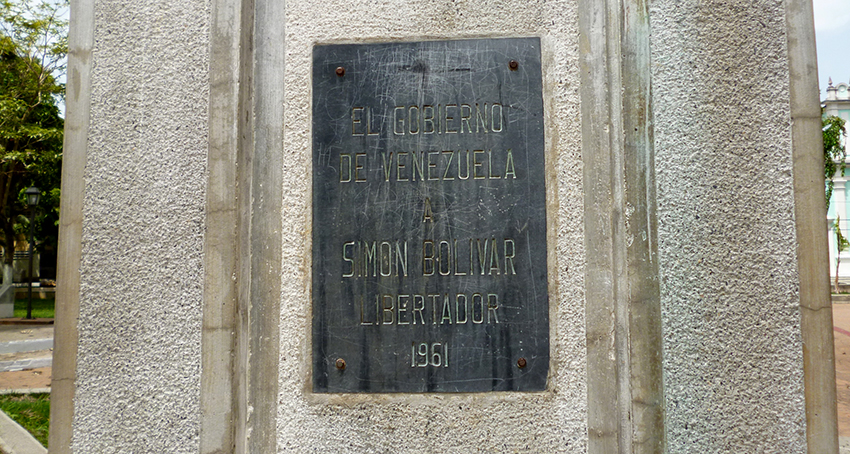 EL GOBIERNO
DE VENEZUELA
A
SIMON BOLIVAR
LIBERTADOR
1961